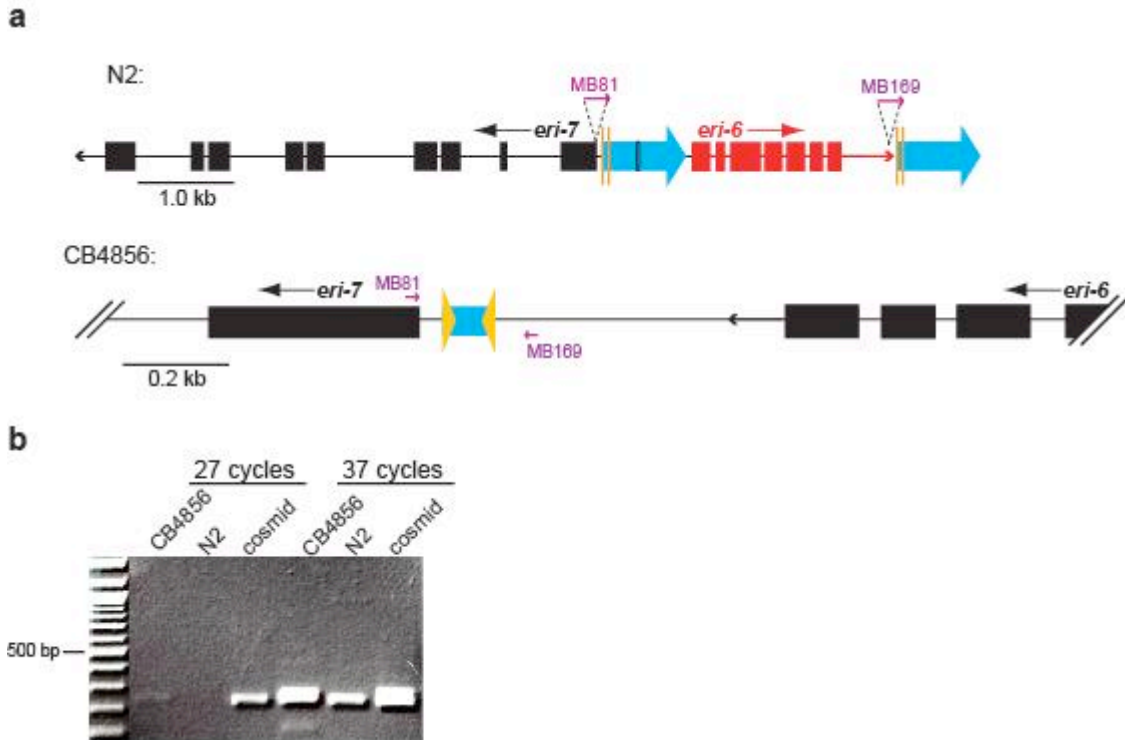 a
N2:
MB81
MB169
eri-7
eri-6
1.0 kb
CB4856:
MB81
eri-7
eri-6
MB169
0.2 kb
b
27 cycles
37 cycles
CB4856
N2
cosmid
CB4856
N2
cosmid
500 bp